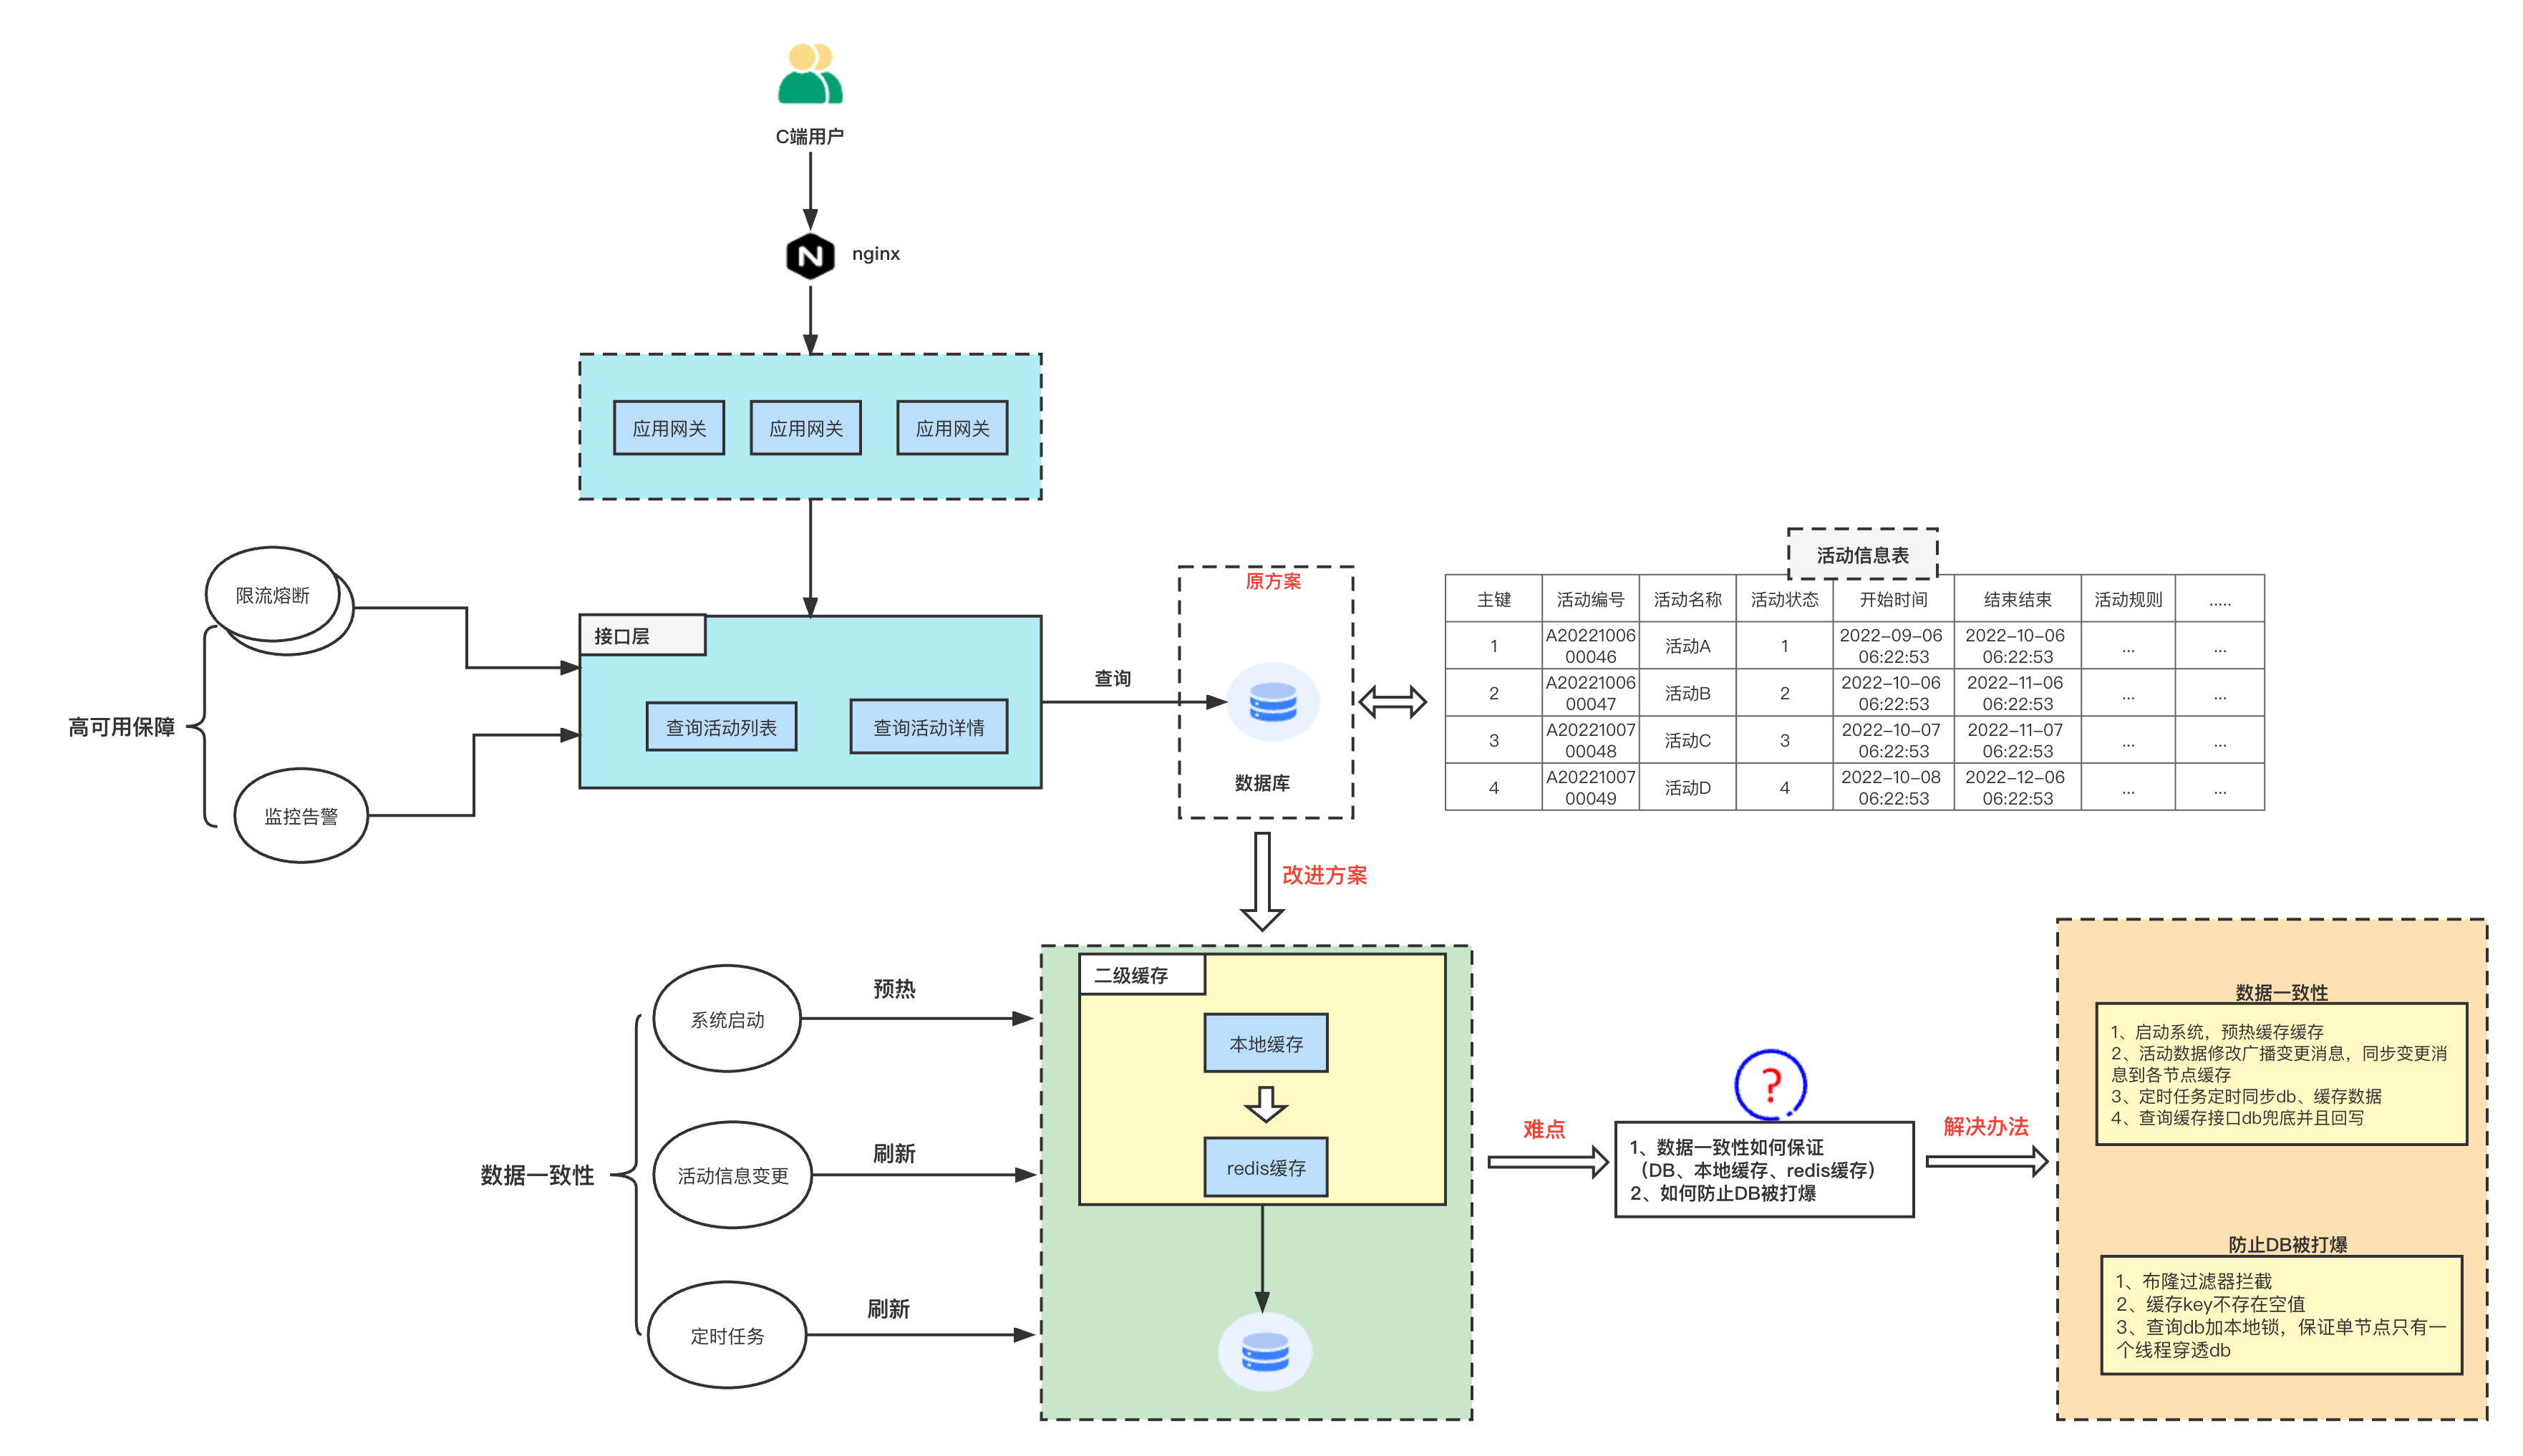 C端用户
nginx
应用网关
应用网关
应用网关
限流熔断
高可用保障
监控告警
接口层
查询活动列表
查询活动详情
查询
原方案
数据库
活动信息表
主键 活动编号 活动名称 活动状态 开始时间 结束结束 活动规则 .....
1 A20221006 00046 活动A 1 2022-09-06 06:22:53 2022-10-06 06:22:53 ... ...
2 A20221006 00047 活动B 2 2022-10-06 06:22:53 2022-11-06 06:22:53 ... ...
3 A20221007 00048 活动C 3 2022-10-07 06:22:53 2022-11-07 06:22:53 ... ...
4 A20221007 00049 活动D 4 2022-10-08 06:22:53 2022-12-06 06:22:53 ... ...
改进方案
数据一致性
系统启动
预热
活动信息变更
刷新
定时任务
刷新
二级缓存
本地缓存
redis缓存
难点
?
1、数据一致性如何保证
（DB、本地缓存、redis缓存）
2、如何防止DB被打爆
解决办法
数据一致性
1、启动系统，预热缓存缓存
2、活动数据修改广播变更消息，同步变更消
息到各节点缓存
3、定时任务定时同步db、缓存数据
4、查询缓存接口db兜底并且回写
防止DB被打爆
1、布隆过滤器拦截
2、缓存key不存在空值
3、查询db加本地锁，保证单节点只有一
个线程穿透db